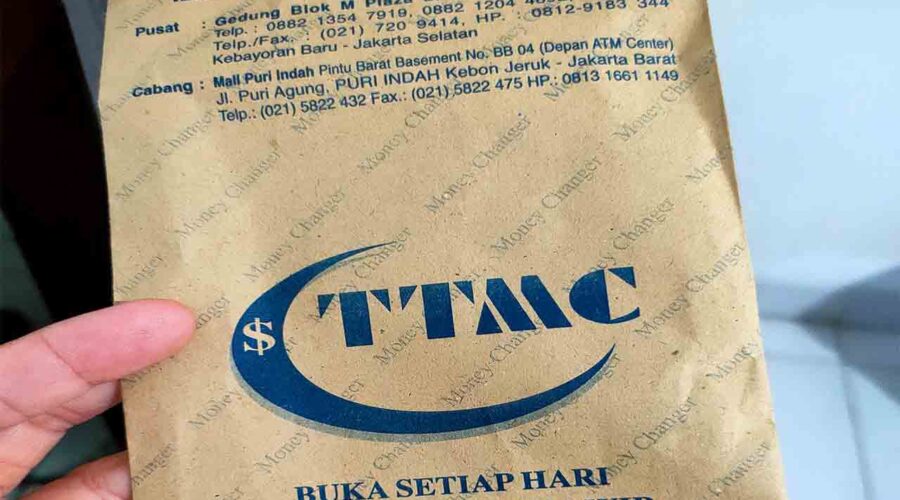 Pusat : Gedung Blok M Plaza
Telp. : 0882 1354 7919, 0882 1204
Telp./Fax. : (021) 720 9414, HP. : 0812-9183 344
Kebayoran Baru - Jakarta Selatan
Cabang : Mall Puri Indah Pintu Barat Basement No. BB 04 (Depan ATM Center)
Jl. Puri Agung, PURI INDAH Kebon Jeruk - Jakarta Barat
Telp.: (021) 5822 432 Fax.: (021) 5822 475 HP.: 0813 1661 1149
Money Changer
$ TTMC
BUKA SETIAP HARI